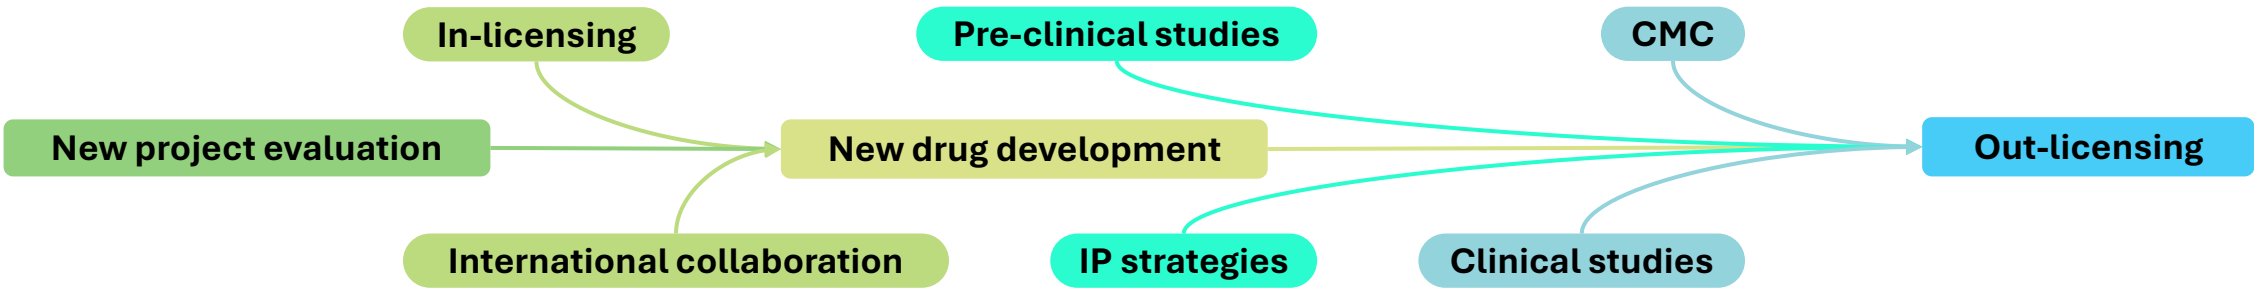 In-licensing
Pre-clinical studies
CMC
New project evaluation
New drug development
Out-licensing
International collaboration
IP strategies
Clinical studies